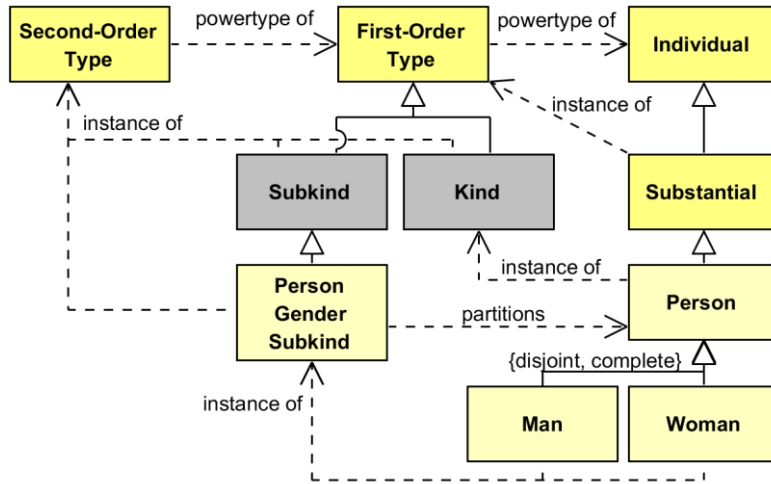 powertype of
powertype of
Second-Order
Type
First-Order
Type
Individual
instance of
instance of
Subkind
Kind
Substantial
instance of
Person
Gender
Subkind
partitions
Person
{disjoint, complete}
instance of
Man
Woman